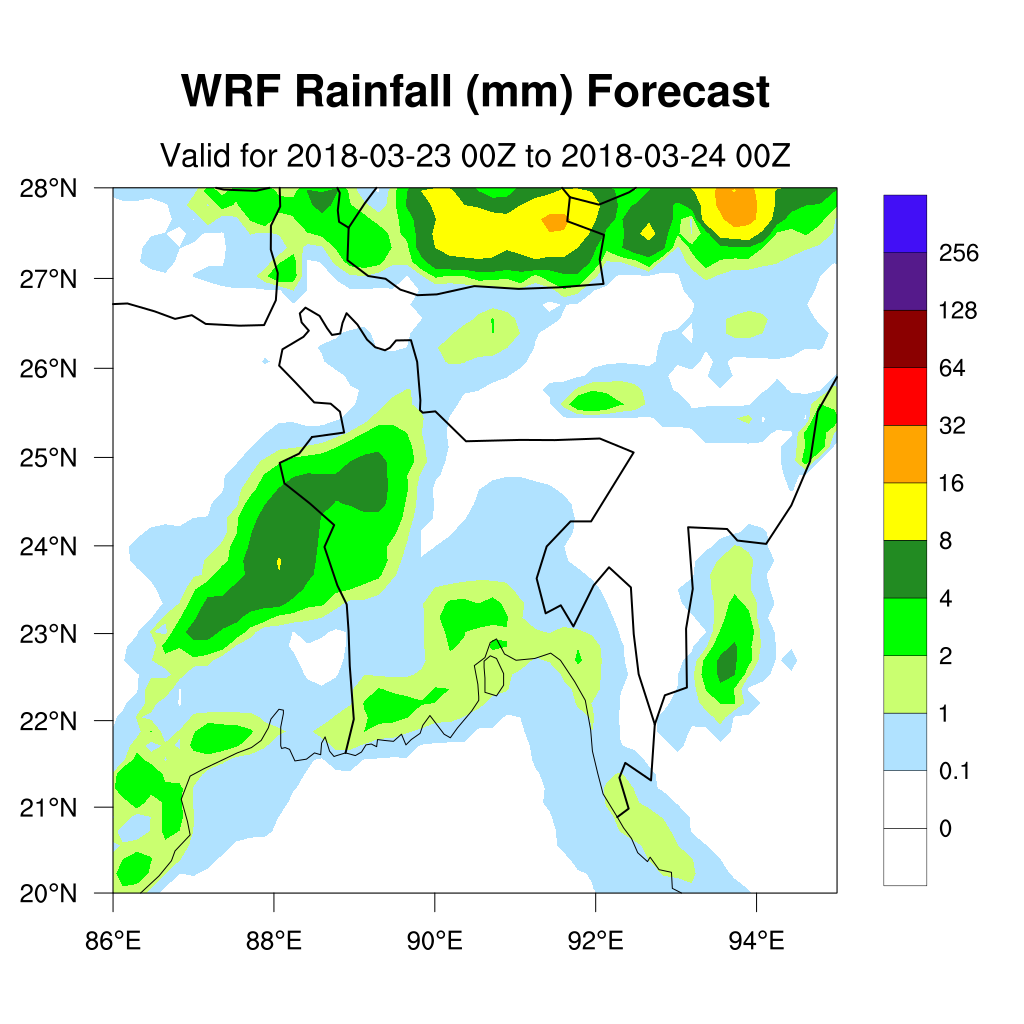 WRF Rainfall (mm) Forecast
Valid for 2018-03-23 00Z to 2018-03-24 00Z
28°N
27°N
26°N
25°N
24°N
23°N
22°N
21°N
20°N
86°E 88°E 90°E 92°E 94°E
256
128
64
32
16
8
4
2
1
0.1
0